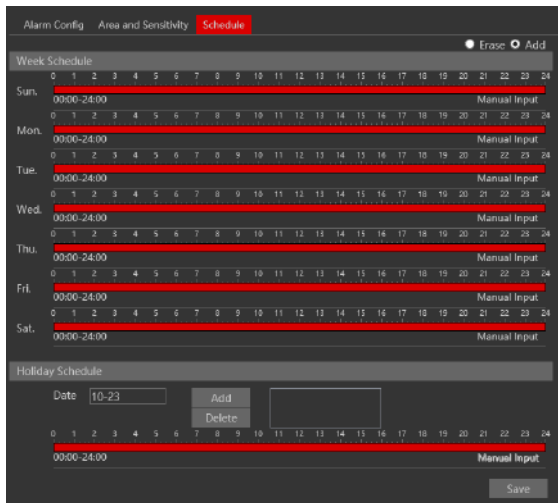 Alarm Config Area and Sensitivity Schedule
Erase Add
Week Schedule
0 1 2 3 4 5 6 7 8 9 10 11 12 13 14 15 16 17 18 19 20 21 22 23 24
Sun.
00:00-24:00 Manual Input
0 1 2 3 4 5 6 7 8 9 10 11 12 13 14 15 16 17 18 19 20 21 22 23 24
Mon.
00:00-24:00 Manual Input
0 1 2 3 4 5 6 7 8 9 10 11 12 13 14 15 16 17 18 19 20 21 22 23 24
Tue.
00:00-24:00 Manual Input
0 1 2 3 4 5 6 7 8 9 10 11 12 13 14 15 16 17 18 19 20 21 22 23 24
Wed.
00:00-24:00 Manual Input
0 1 2 3 4 5 6 7 8 9 10 11 12 13 14 15 16 17 18 19 20 21 22 23 24
Thu.
00:00-24:00 Manual Input
0 1 2 3 4 5 6 7 8 9 10 11 12 13 14 15 16 17 18 19 20 21 22 23 24
Fri.
00:00-24:00 Manual Input
0 1 2 3 4 5 6 7 8 9 10 11 12 13 14 15 16 17 18 19 20 21 22 23 24
Sat.
00:00-24:00 Manual Input
Holiday Schedule
Date 10-23 Add
Delete
0 1 2 3 4 5 6 7 8 9 10 11 12 13 14 15 16 17 18 19 20 21 22 23 24
00:00-24:00 Manual Input
Save